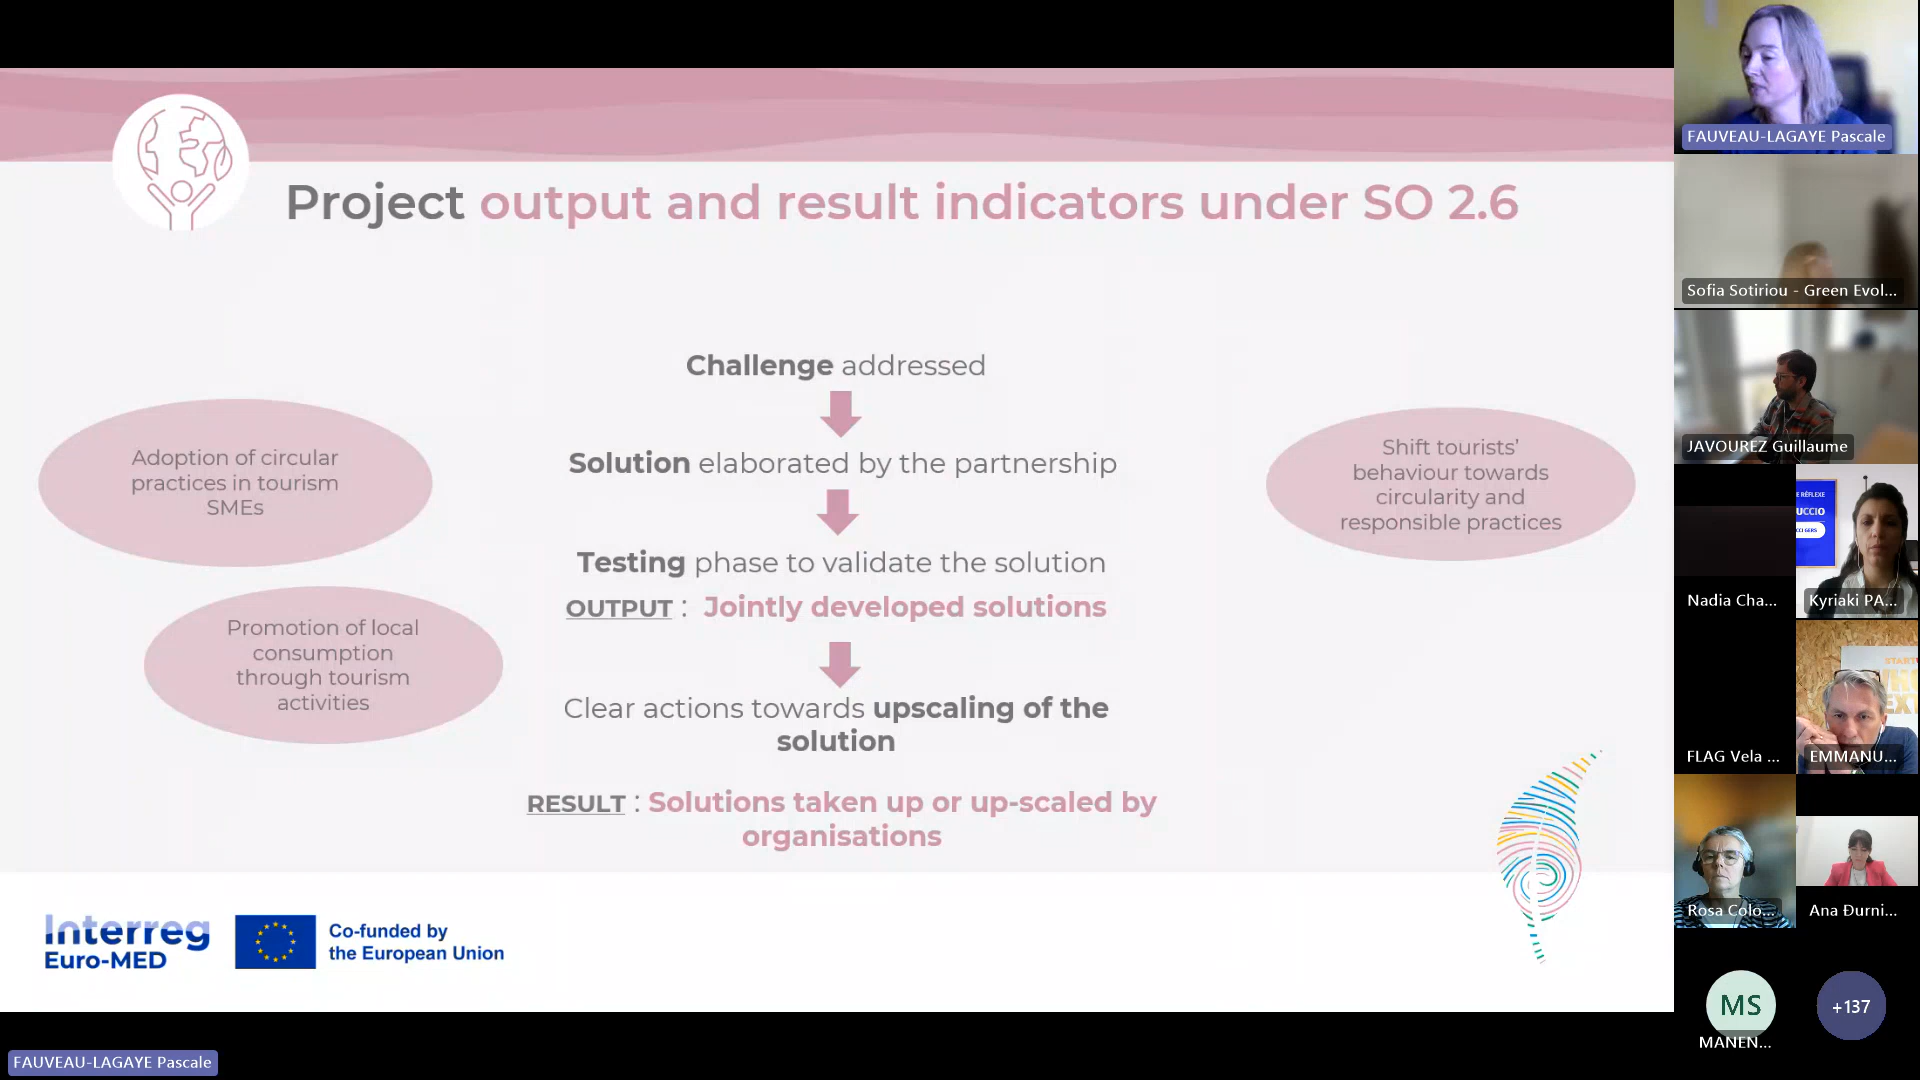 Project output and result indicators under SO 2.6
Challenge addressed
Solution elaborated by the partnership
Testing phase to validate the solution
OUTPUT : Jointly developed solutions
Clear actions towards upscaling of the
solution
RESULT : Solutions taken up or up-scaled by
organisations
Adoption of circular
practices in tourism
SMEs
Promotion of local
consumption
through tourism
activities
Shift tourists’
behaviour towards
circularity and
responsible practices
Interreg
Euro-MED
Co-funded by
the European Union
FAUVEAU-LAGAYE Pascale
FAUVEAU-LAGAYE Pascale
Sofia Sotiriou - Green Evol...
JAVOUREZ Guillaume
Nadia Cha...
E RÉFLEXE
UCCIO
CCI GERS
Kyriaki PA...
FLAG Vela ...
START
EMMANU...
Rosa Colo...
Ana Đurni...
MS
MANEN...
+137